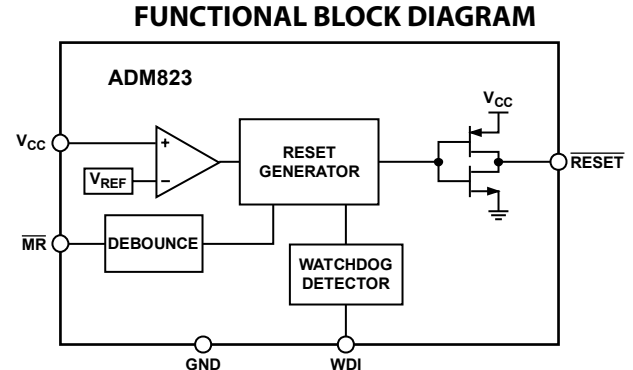 FUNCTIONAL BLOCK DIAGRAM
ADM823
VCC
VCC
+
RESET
GENERATOR
RESET
VREF
−
MR
DEBOUNCE
WATCHDOG
DETECTOR
GND
WDI